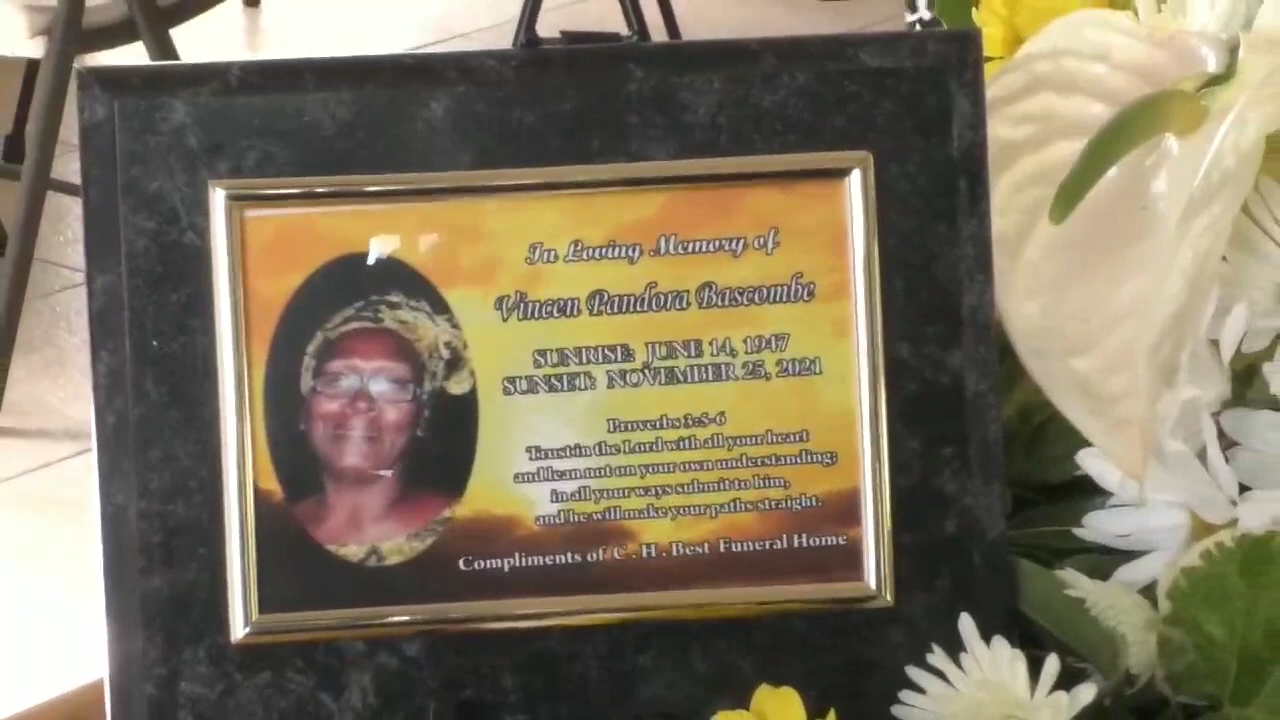 In Loving Memory of
Vincen Pandora Bascombe
SUNRISE: JUNE 14, 1947
SUNSET: NOVEMBER 25, 2021
Proverbs 3:5-6
Trust in the Lord with all your heart
and lean not on your own understanding;
in all your ways submit to him,
and he will make your paths straight.
Compliments of C.H. Best Funeral Home